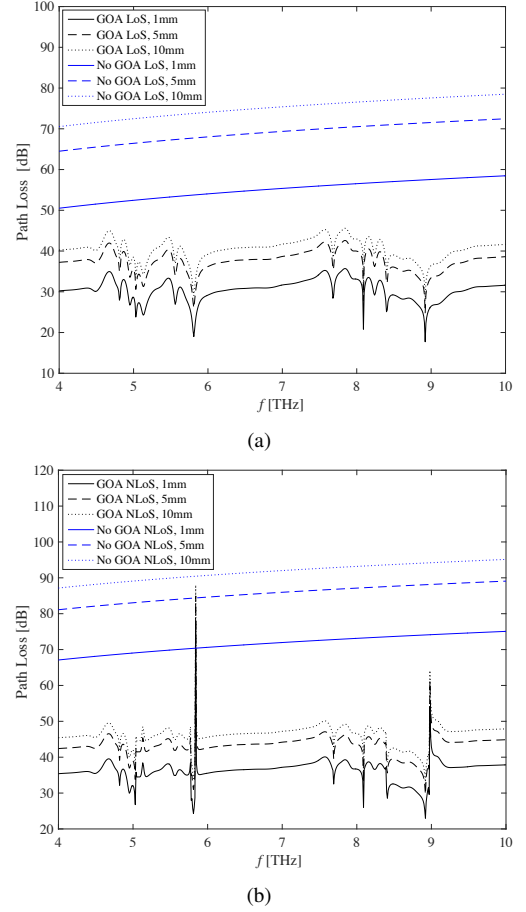 100
90
80
70
60
50
40
30
20
10
Path Loss [dB]
GOA LoS, 1mm
GOA LoS, 5mm
GOA LoS, 10mm
No GOA LoS, 1mm
No GOA LoS, 5mm
No GOA LoS, 10mm
4 5 6 7 8 9 10
f [THz]
(a)
120
110
100
90
80
70
60
50
40
30
20
Path Loss [dB]
GOA NLoS, 1mm
GOA NLoS, 5mm
GOA NLoS, 10mm
No GOA NLoS, 1mm
No GOA NLoS, 5mm
No GOA NLoS, 10mm
4 5 6 7 8 9 10
f [THz]
(b)